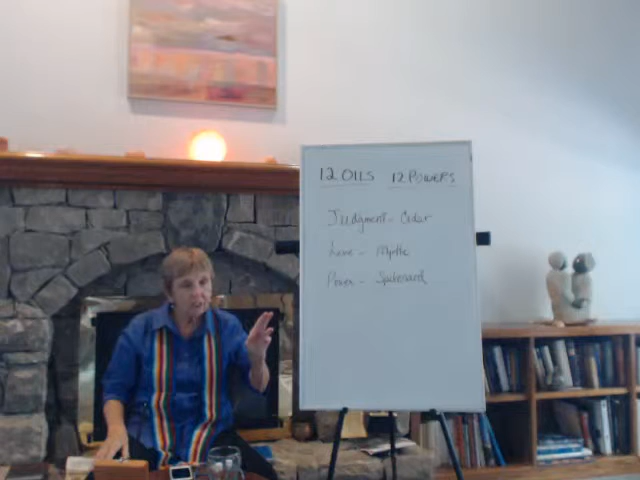 12 OILS 12 POWERS
Judgment - Cedar
Love - Myrtle
Power - Spikenard